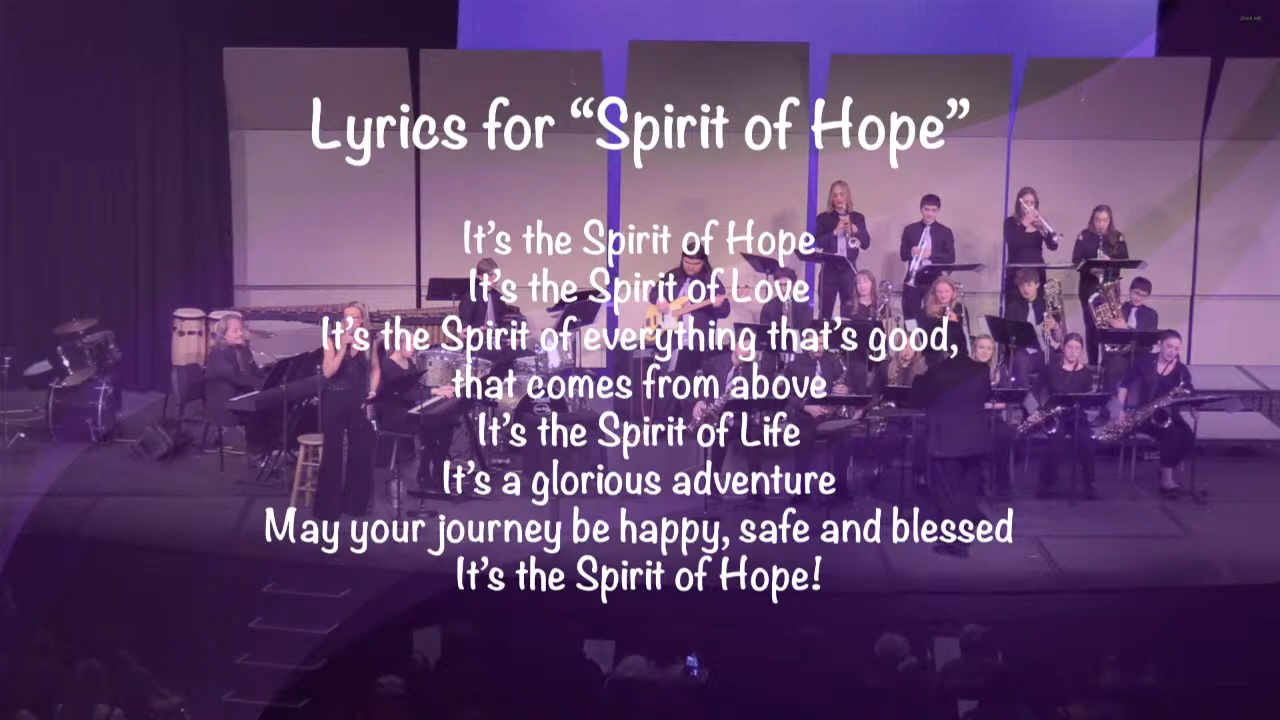 Lyrics for “Spirit of Hope”
It’s the Spirit of Hope
It’s the Spirit of Love
It’s the Spirit of everything that’s good,
that comes from above
It’s the Spirit of Life
It’s a glorious adventure
May your journey be happy, safe and blessed
It’s the Spirit of Hope!